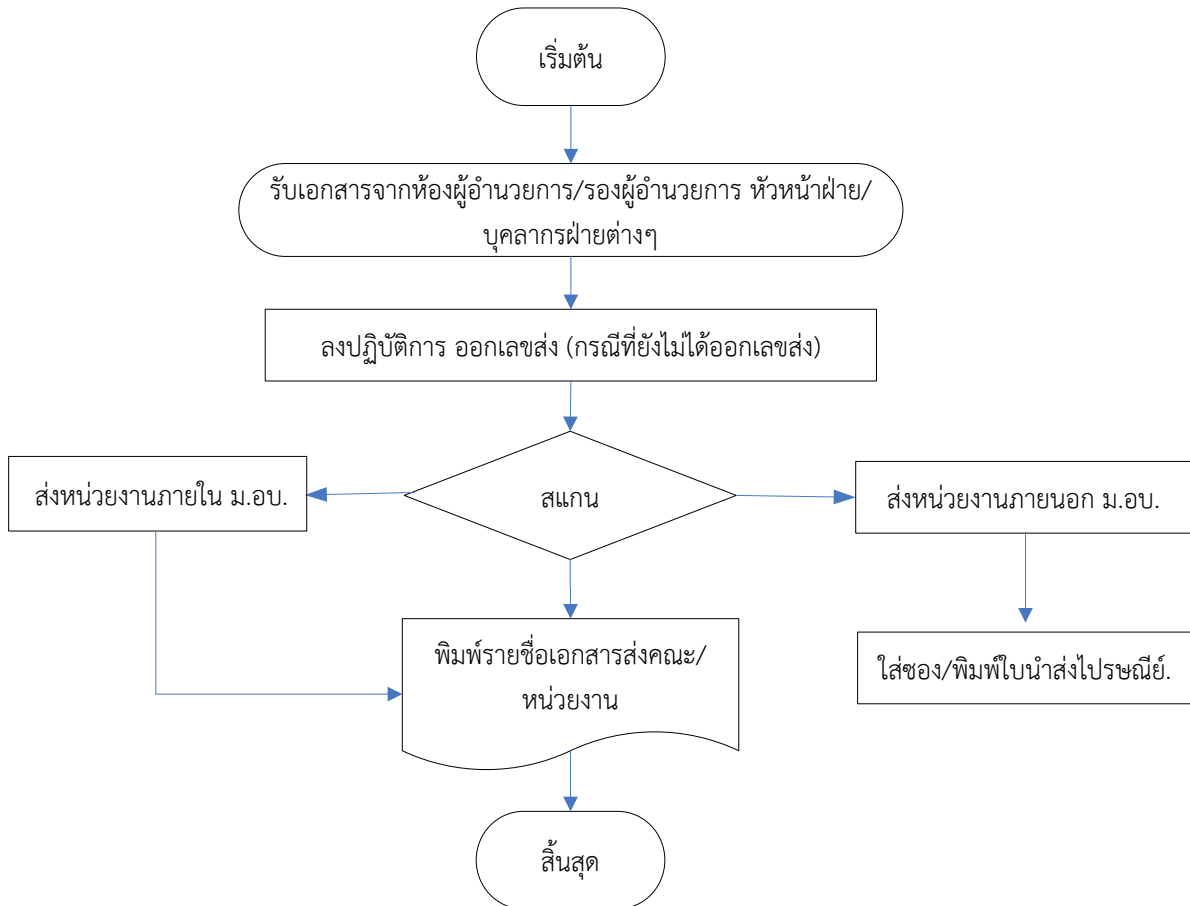 เริ่มต้น
รับเอกสารจากห้องผู้อำนวยการ/รองผู้อำนวยการ หัวหน้าฝ่าย/
บุคลากรฝ่ายต่างๆ
ลงปฏิบัติการ ออกเลขส่ง (กรณีที่ยังไม่ได้ออกเลขส่ง)
ส่งหน่วยงานภายใน ม.อบ.
สแกน
ส่งหน่วยงานภายนอก ม.อบ.
พิมพ์รายชื่อเอกสารส่งคณะ/
หน่วยงาน
ใส่ซอง/พิมพ์ใบนำส่งไปรษณีย์.
สิ้นสุด